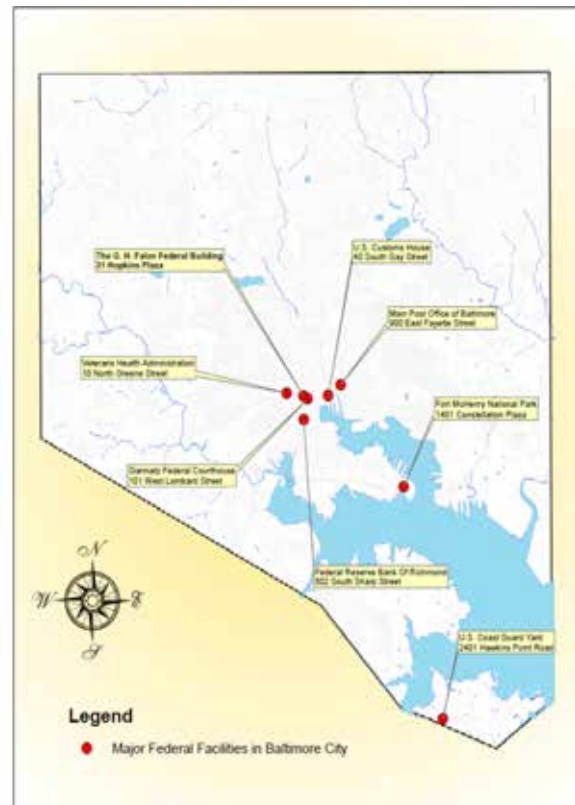 The G. H. Fallon Federal Building
31 Hopkins Plaza
U.S. Customs House
40 South Gay Street
Main Post Office of Baltimore
900 East Fayette Street
Veterans Health Administration
10 North Greene Street
Fort McHenry National Park
1401 Constellation Plaza
Garmatz Federal Courthouse
101 West Lombard Street
Federal Reserve Bank Of Richmond
502 South Sharp Street
N
W E
S
U.S. Coast Guard Yard
2401 Hawkins Point Road
Legend
Major Federal Facilities in Baltimore City